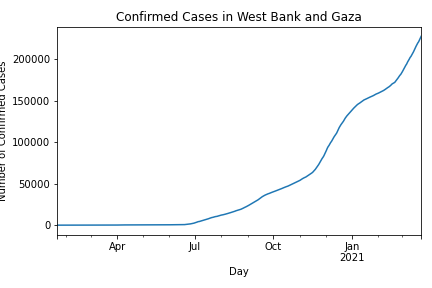 Confirmed Cases in West Bank and Gaza
Number of Confirmed Cases
200000
150000
100000
50000
0
Apr
Jul
Oct
Jan
2021
Day